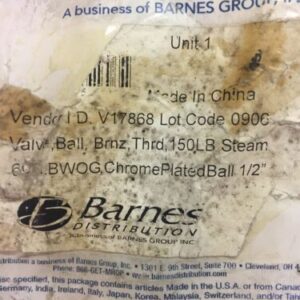 A business of BARNES GROUP
Unit 1
Made In China
Vendor I D. V17868 Lot Code 0906
Valve,Ball, Brnz,Thrd,150LB Steam
BWOG,ChromePlatedBall 1/2"
Barnes
DISTRIBUTION
A business of BARNES GROUP INC
distribution a business of Barnes Group, Inc. • 1301 E. 9th Street, Suite 700 • Cleveland, OH
Phone: 866-GET-MROP • www.barnesdistribution
ise specified, this package contains articles Made in the U.S.A. or from Canad
Germany, India, Ireland, Italy, Japan, Korea, Malaysia, Switzerland, and/or Tai